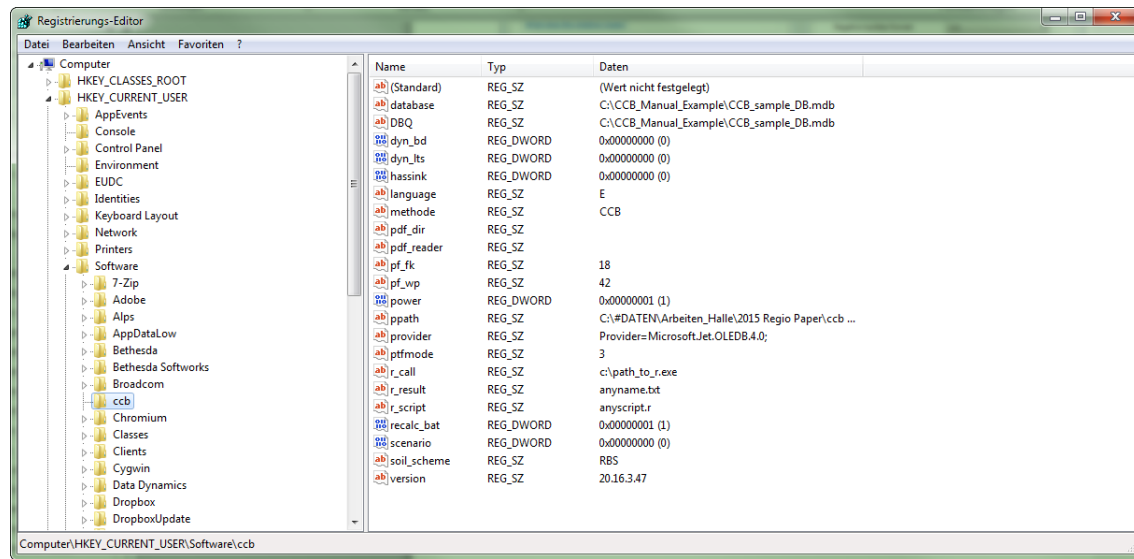 Registrierungs-Editor
Datei Bearbeiten Ansicht Favoriten ?
Computer
HKEY_CLASSES_ROOT
HKEY_CURRENT_USER
AppEvents
Console
Control Panel
Environment
EUDC
Identities
Keyboard Layout
Network
Printers
Software
7-Zip
Adobe
Alps
AppDataLow
Bethesda
Bethesda Softworks
Broadcom
ccb
Chromium
Classes
Clients
Cygwin
Data Dynamics
Dropbox
DropboxUpdate
Name Typ Daten
(Standard) REG_SZ (Wert nicht festgelegt)
database REG_SZ C:\CCB_Manual_Example\CCB_sample_DB.mdb
DBQ REG_SZ C:\CCB_Manual_Example\CCB_sample_DB.mdb
dyn_bd REG_DWORD 0x00000000 (0)
dyn_lts REG_DWORD 0x00000000 (0)
hassink REG_DWORD 0x00000000 (0)
language REG_SZ E
methode REG_SZ CCB
pdf_dir REG_SZ
pdf_reader REG_SZ
pf_fk REG_SZ 18
pf_wp REG_SZ 42
power REG_DWORD 0x00000001 (1)
ppath REG_SZ C:\#DATEN\Arbeiten_Halle\2015 Regio Paper\ccb ...
provider REG_SZ Provider=Microsoft.Jet.OLEDB.4.0;
ptfmode REG_SZ 3
r_call REG_SZ c:\path_to_r.exe
r_result REG_SZ anyname.txt
r_script REG_SZ anyscript.r
recalc_bat REG_DWORD 0x00000001 (1)
scenario REG_DWORD 0x00000000 (0)
soil_scheme REG_SZ RBS
version REG_SZ 20.16.3.47
Computer\HKEY_CURRENT_USER\Software\ccb